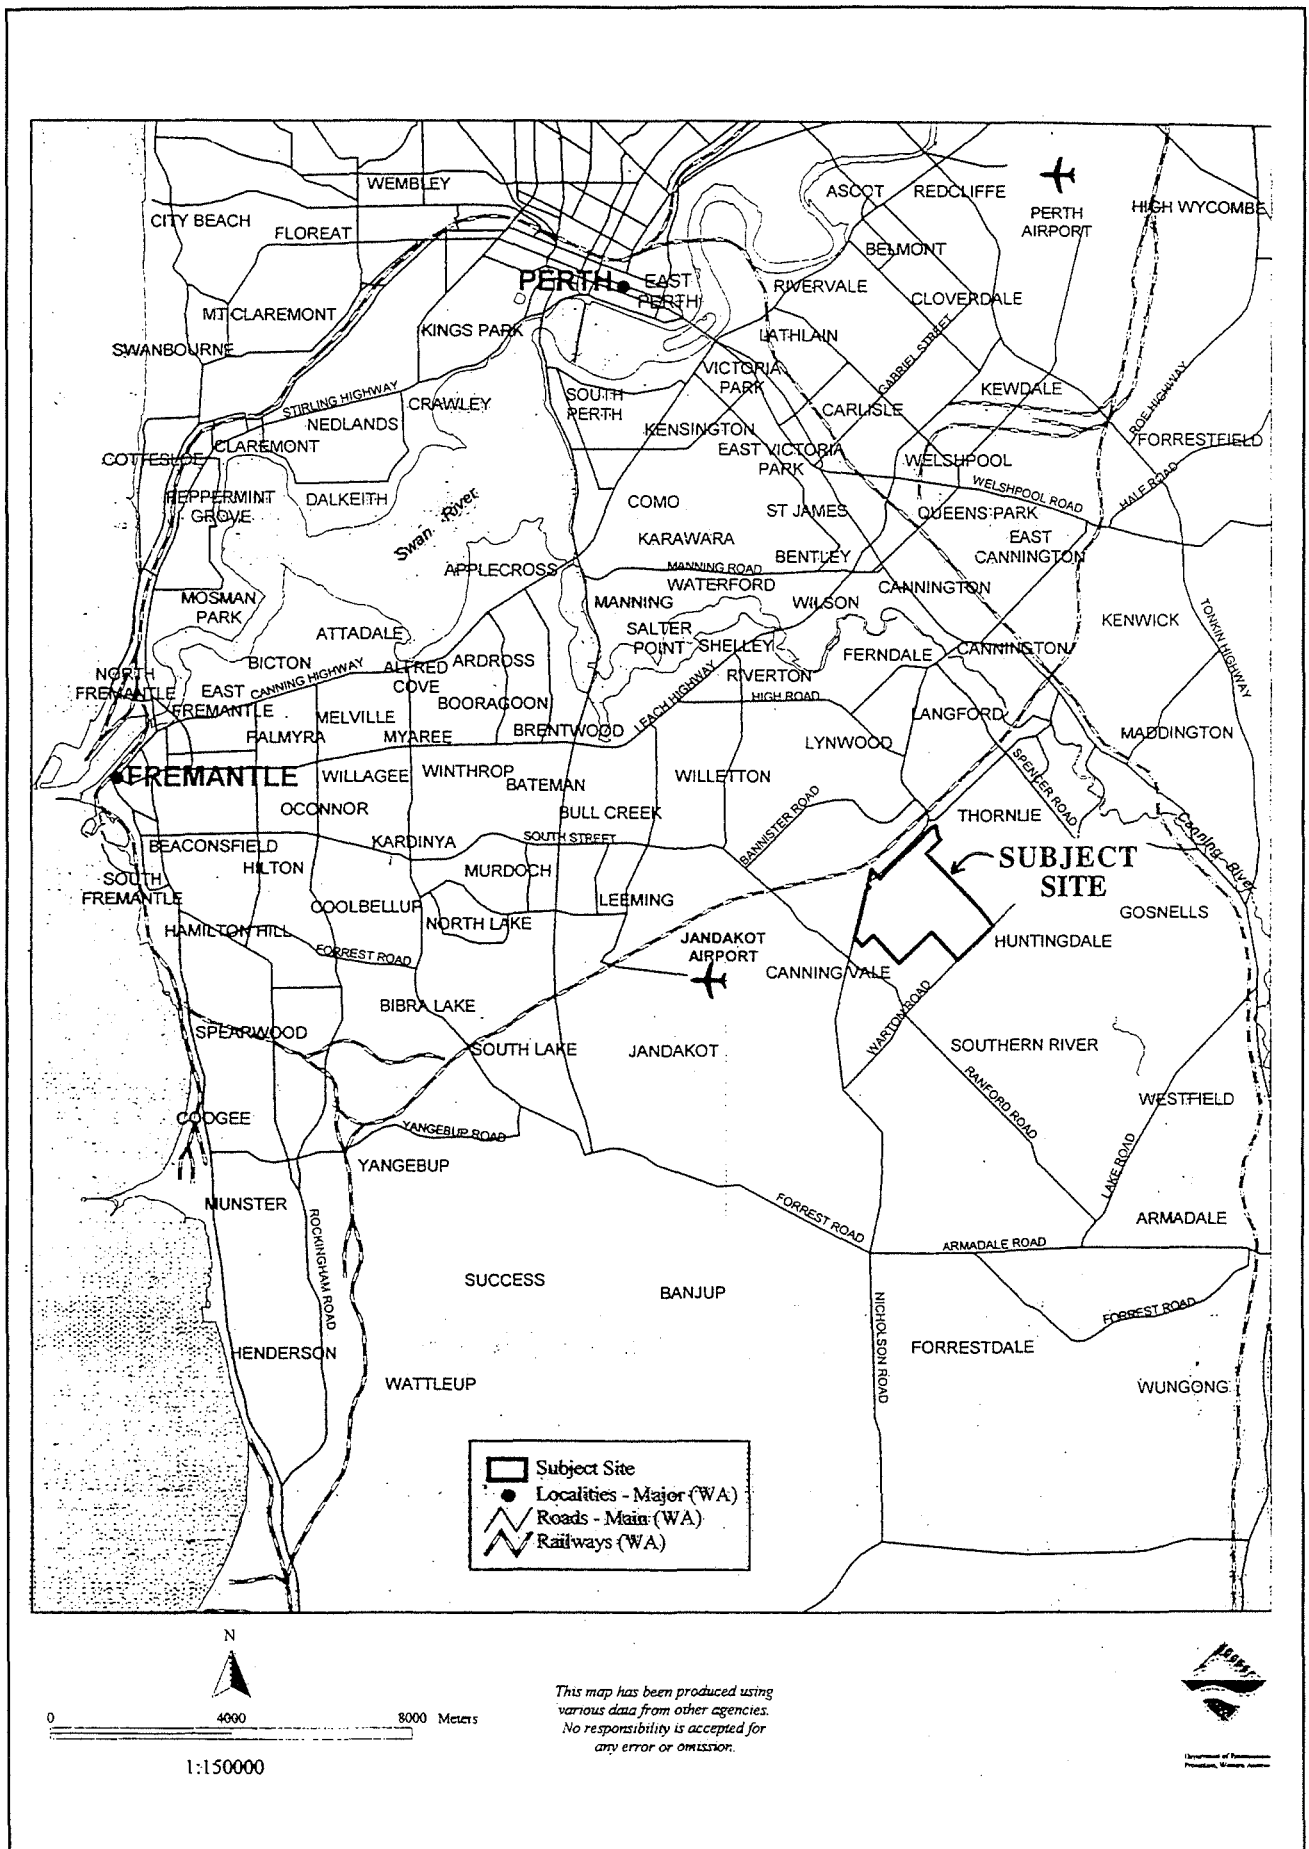 WEMBLEY
ASCOT
REDCLIFFE
PERTH
AIRPORT
HIGH WYCOMBE
CITY BEACH
FLOREAT
BELMONT
PERTH
EAST
PERTH
RIVERVALE
CLOVERDALE
MT CLAREMONT
KINGS PARK
LATHLAIN
SWANBOURNE
GABRIEL STREET
VICTORIA
PARK
ROE HIGHWAY
STIRLING HIGHWAY
CRAWLEY
SOUTH
PERTH
KEWDALE
NEDLANDS
CARLISLE
CLAREMONT
KENSINGTON
FORRESTFIELD
EAST VICTORIA
PARK
COTTESLOE
WELSHPOOL
HALE ROAD
PEPPERMINT
GROVE
DALKEITH
Swan River
COMO
WELSHPOOL ROAD
ST JAMES
QUEENS PARK
KARAWARA
EAST
CANNINGTON
BENTLEY
APPLECROSS
MANNING ROAD
WATERFORD
CANNINGTON
MOSMAN
PARK
MANNING
WILSON
KENWICK
TONKIN HIGHWAY
ATTADALE
SALTER
POINT
SHELLEY
FERNDALE
CANNINGTON
BICTON
CANNING HIGHWAY
ALFRED
COVE
ARDROSS
NORTH
FREMANTLE
EAST
FREMANTLE
LEACH HIGHWAY
RIVERTON
HIGH ROAD
BOORAGOON
MELVILLE
LANGFORD
PALMYRA
MYAREE
BRENTWOOD
LYNWOOD
MADDINGTON
FREMANTLE
WILLAGEE
WINTHROP
BATEMAN
WILLETTON
SPENCER ROAD
OCONNOR
BULL CREEK
BANNISTER ROAD
THORNLIE
Canning River
BEACONSFIELD
KARDINYA
SOUTH STREET
SUBJECT
SITE
HILTON
MURDOCH
SOUTH
FREMANTLE
COOLBELLUP
LEEMING
NORTH LAKE
GOSNELLS
HAMILTON HILL
FORREST ROAD
JANDAKOT
AIRPORT
HUNTINGDALE
CANNING VALE
BIBRA LAKE
WARTON ROAD
SPEARWOOD
SOUTH LAKE
JANDAKOT
SOUTHERN RIVER
RANFORD ROAD
WESTFIELD
COOGEE
YANGEBUP ROAD
LAKE ROAD
YANGEBUP
MUNSTER
FORREST ROAD
ARMADALE
ROCKINGHAM ROAD
ARMADALE ROAD
SUCCESS
BANJUP
NICHOLSON ROAD
FORREST ROAD
HENDERSON
FORRESTDALE
WATTLEUP
WUNGONG
Subject Site
Localities - Major (WA)
Roads - Main (WA)
Railways (WA)
N
0 4000 8000 Meters
1:150000
This map has been produced using
various data from other agencies.
No responsibility is accepted for
any error or omission.